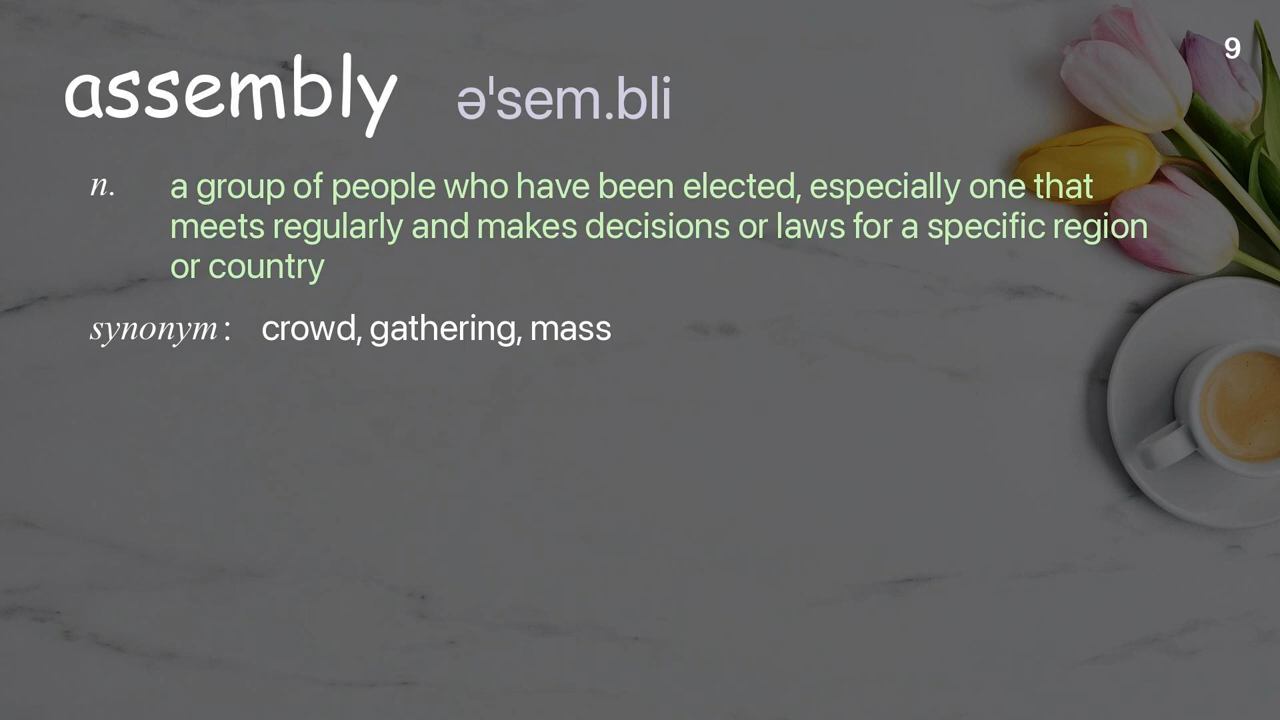 9
assembly əˈsem.bli
n. a group of people who have been elected, especially one that
meets regularly and makes decisions or laws for a specific region
or country
synonym: crowd, gathering, mass